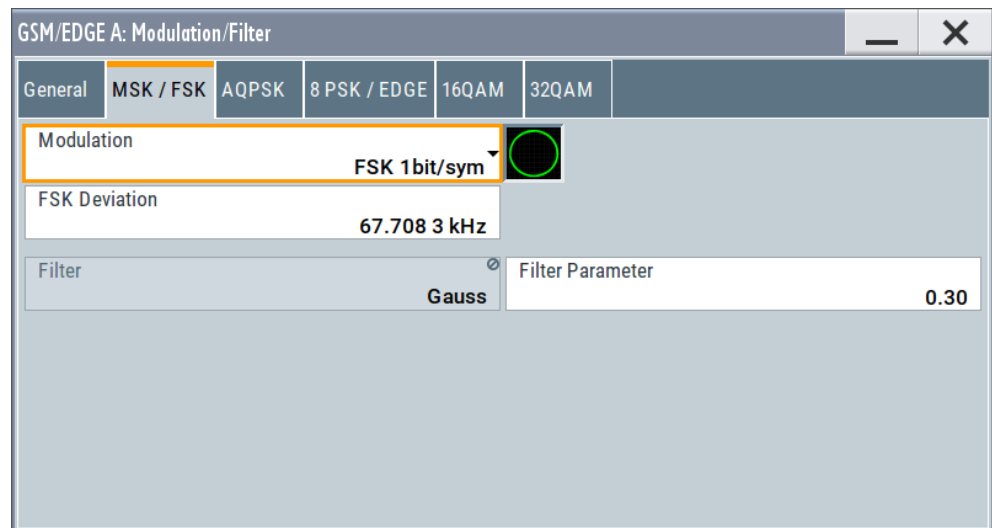 GSM/EDGE A: Modulation/Filter
General MSK / FSK AQPSK 8 PSK / EDGE 16QAM 32QAM
Modulation
FSK 1bit/sym
FSK Deviation
67.708 3 kHz
Filter
Gauss
Filter Parameter
0.30